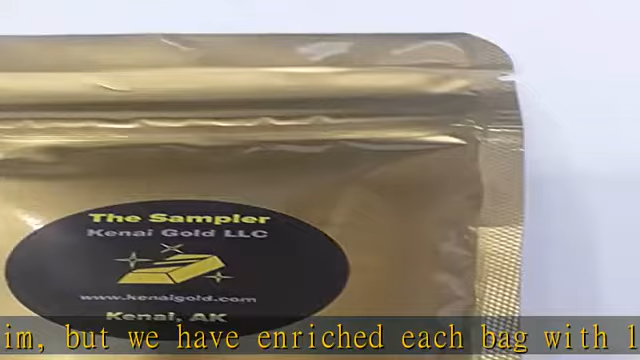 The Sampler
Kenai Gold LLC
www.kenaigold.com
Kenai, AK
im, but we have enriched each bag with 1